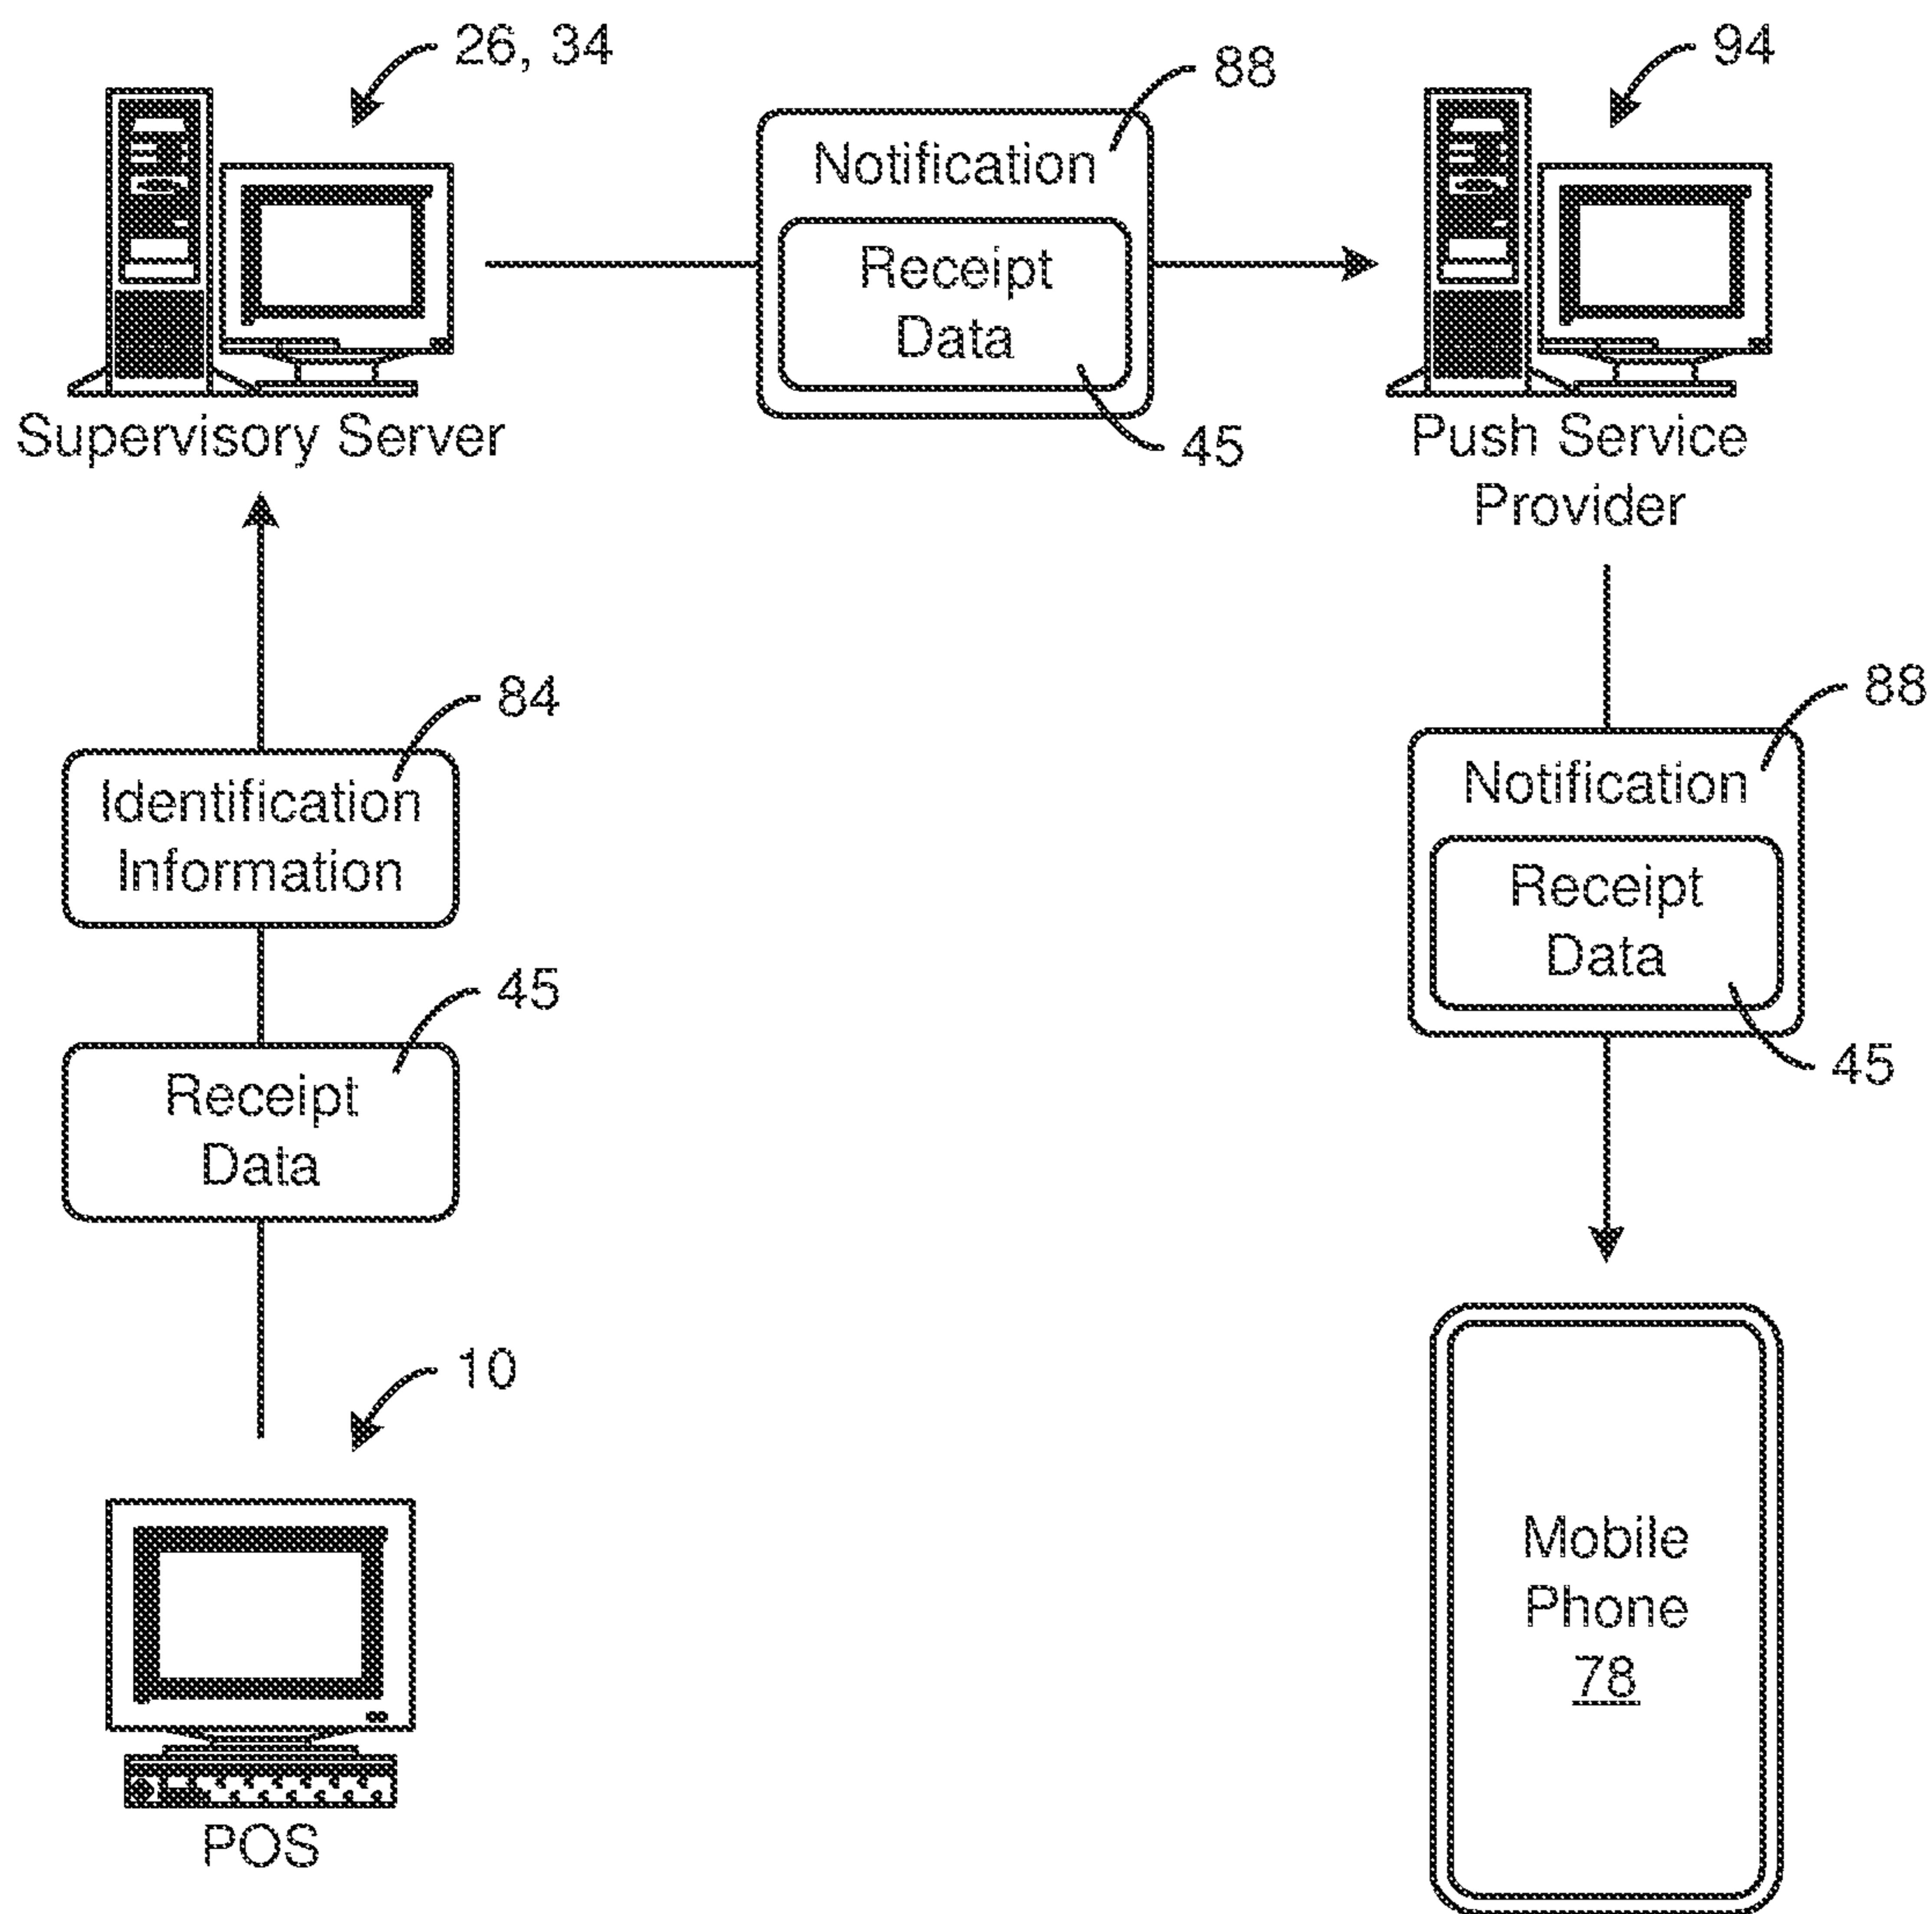 26, 34
88
94
Notification
Receipt
Data
45
Supervisory Server
Push Service
Provider
84
Identification
Information
88
Notification
Receipt
Data
45
45
Receipt
Data
10
POS
Mobile
Phone
78